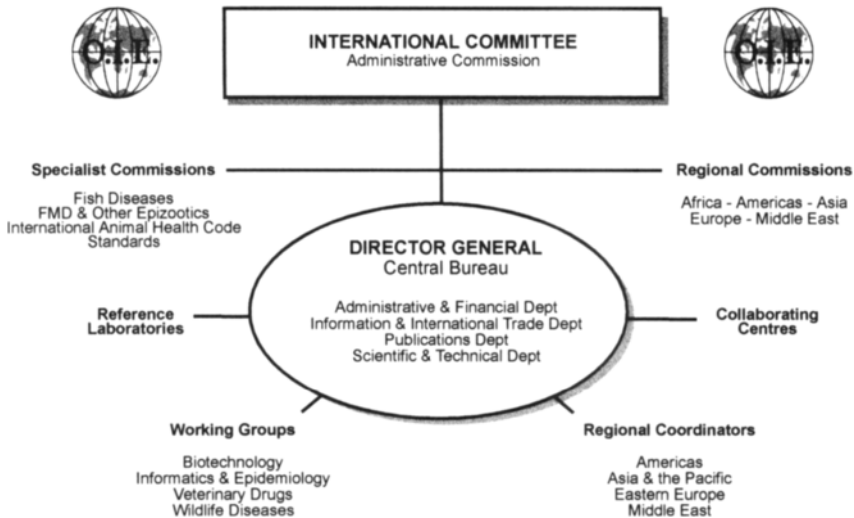 O.I.E.
INTERNATIONAL COMMITTEE
Administrative Commission
O.I.E.
Specialist Commissions
Fish Diseases
FMD & Other Epizootics
International Animal Health Code
Standards
Regional Commissions
Africa - Americas - Asia
Europe - Middle East
DIRECTOR GENERAL
Central Bureau
Administrative & Financial Dept
Information & International Trade Dept
Publications Dept
Scientific & Technical Dept
Reference
Laboratories
Collaborating
Centres
Working Groups
Biotechnology
Informatics & Epidemiology
Veterinary Drugs
Wildlife Diseases
Regional Coordinators
Americas
Asia & the Pacific
Eastern Europe
Middle East